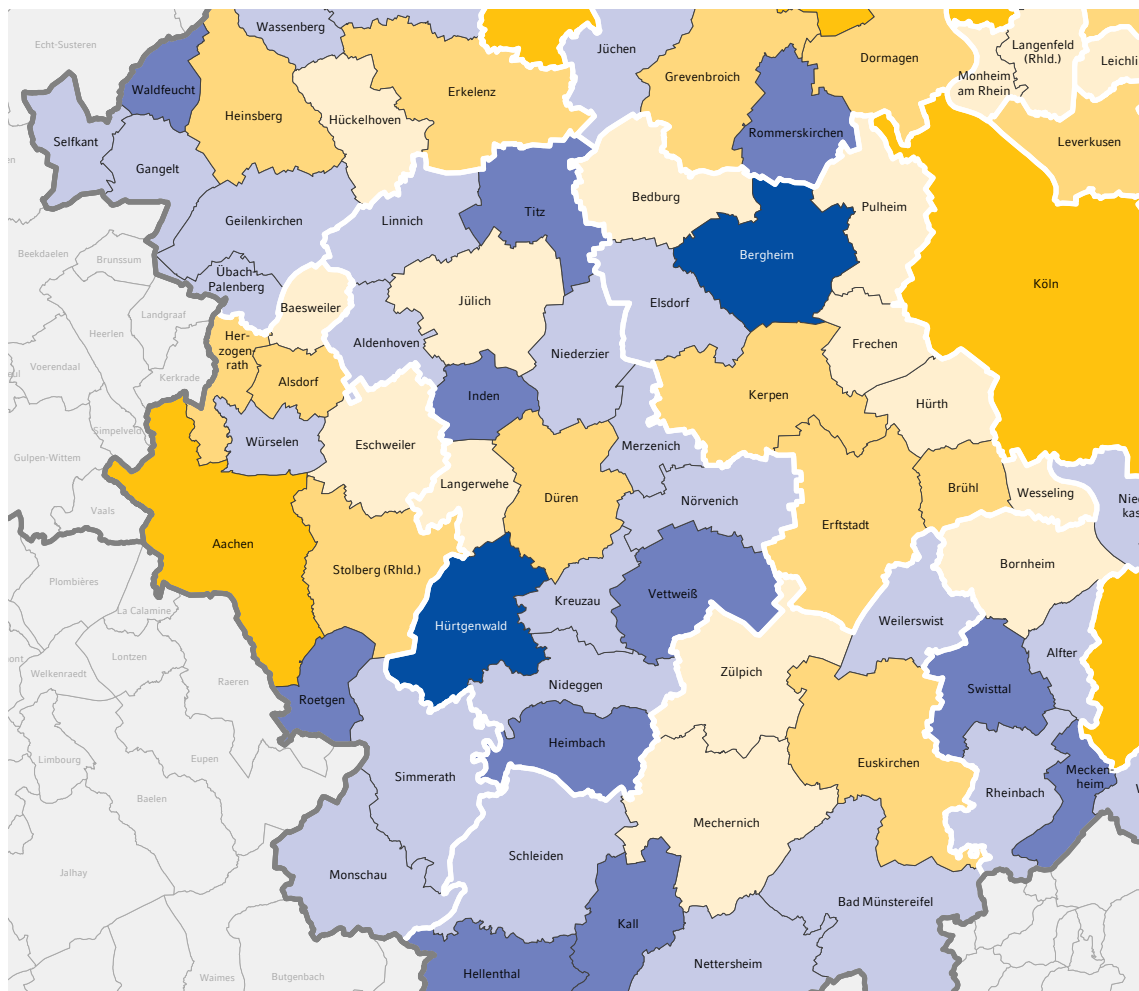 Echt-Susteren
Wassenberg
Jüchen
Dormagen
Langenfeld
(Rhld.)
Leichli
Monheim
am Rhein
Waldfeucht
Heinsberg
Hückelhoven
Erkelenz
Grevenbroich
Rommerskirchen
Leverkusen
Selfkant
Gangelt
Geilenkirchen
Linnich
Titz
Bedburg
Pulheim
Beekdaelen
Brunssum
Übach-
Palenberg
Bergheim
Köln
Landgraaf
Baesweiler
Jülich
Elsdorf
Heerlen
Her-
zogen-
rath
Aldenhoven
Niederzier
Frechen
Voerendaal
Kerkrade
Alsdorf
Inden
Kerpen
Hürth
Simpelveld
Würselen
Eschweiler
Merzenich
Gulpen-Wittem
Langerwehe
Düren
Nörvenich
Brühl
Wesseling
Nied
kas
Vaals
Aachen
Erftstadt
Stolberg (Rhld.)
Bornheim
Plombières
La Calamine
Kreuzau
Vettweiß
Weilerswist
Hürtgenwald
Lontzen
Alfter
mont
Welkenraedt
Raeren
Roetgen
Nideggen
Zülpich
Swisttal
Limbourg
Eupen
Heimbach
Euskirchen
Simmerath
Mecken-
heim
Rheinbach
Baelen
Mechernich
Schleiden
Jalhay
Monschau
Bad Münstereifel
Kall
Waimes
Butgenbach
Hellenthal
Nettersheim